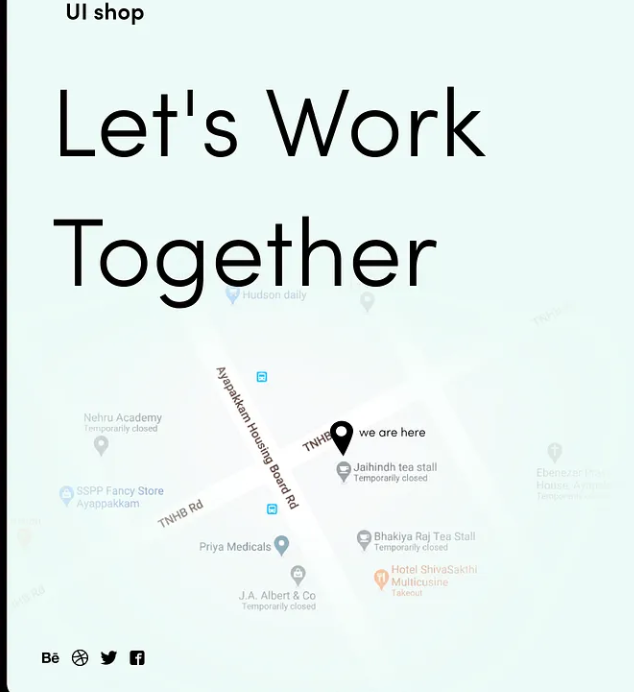 UI shop
Let's Work
Together
Hudson daily
Ayapakkam Housing Board Rd
Nehru Academy
Temporarily closed
TNHB
we are here
Jaihindh tea stall
Temporarily closed
SSPP Fancy Store
Ayappakkam
TNHB Rd
Priya Medicals
Bhakiya Raj Tea Stall
Temporarily closed
Hotel ShivaSakthi
Multicusine
Takeout
J.A. Albert & Co
Temporarily closed
Bē